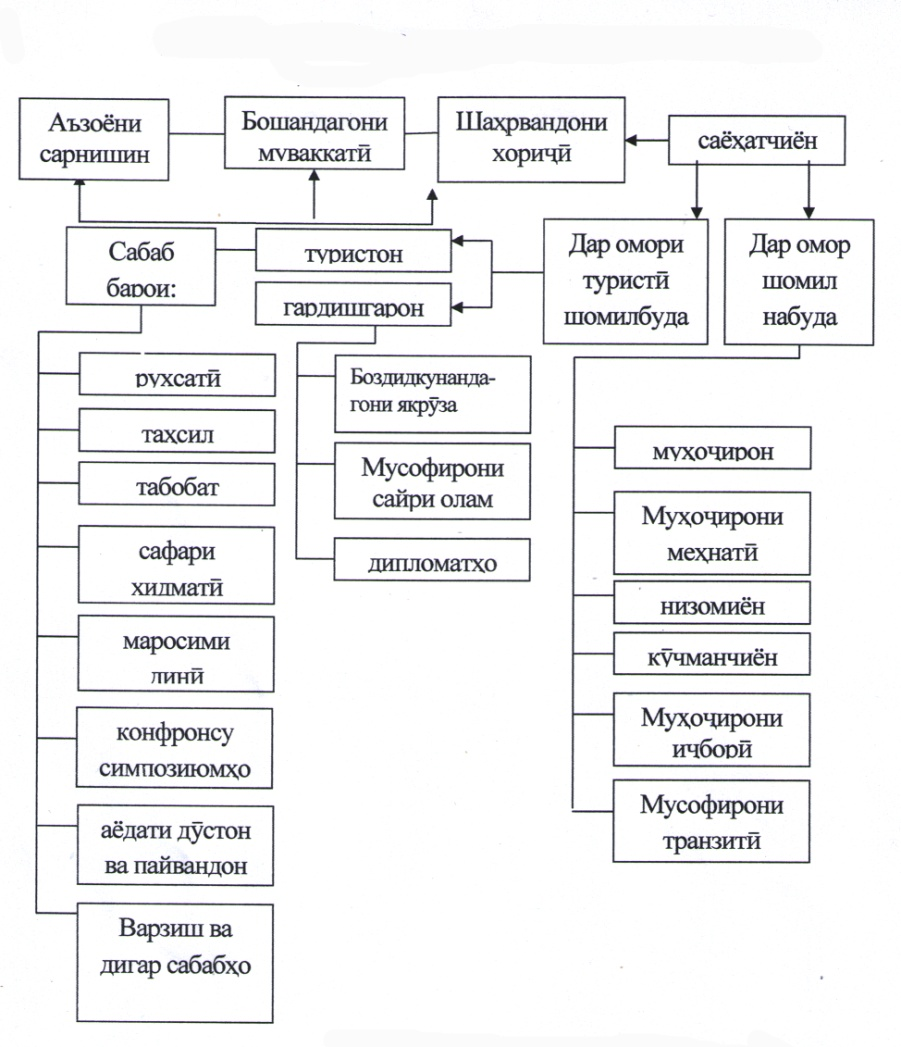 Аъзоёни
сарнишин
Бошандагони
муваккатӣ
Шаҳрвандони
хориҷӣ
саёҳатчиён
Сабаб
барои:
туристон
гардишгарон
Дар омори
туристӣ
шомилбуда
Дар омор
шомил
набуда
рухсатӣ
таҳсил
табобат
сафари
хидматӣ
маросими
динӣ
конфронсу
симпозиюмҳо
аёдати дӯстон
ва пайвандон
Варзиш ва
дигар сабабҳо
Боздидкунанда-
гони якрӯза
Мусофирони
сайри олам
дипломатҳо
муҳоҷирон
Муҳоҷирони
меҳнатӣ
низомиён
кӯчманчиён
Муҳоҷирони
иҷборӣ
Мусофирони
транзитӣ